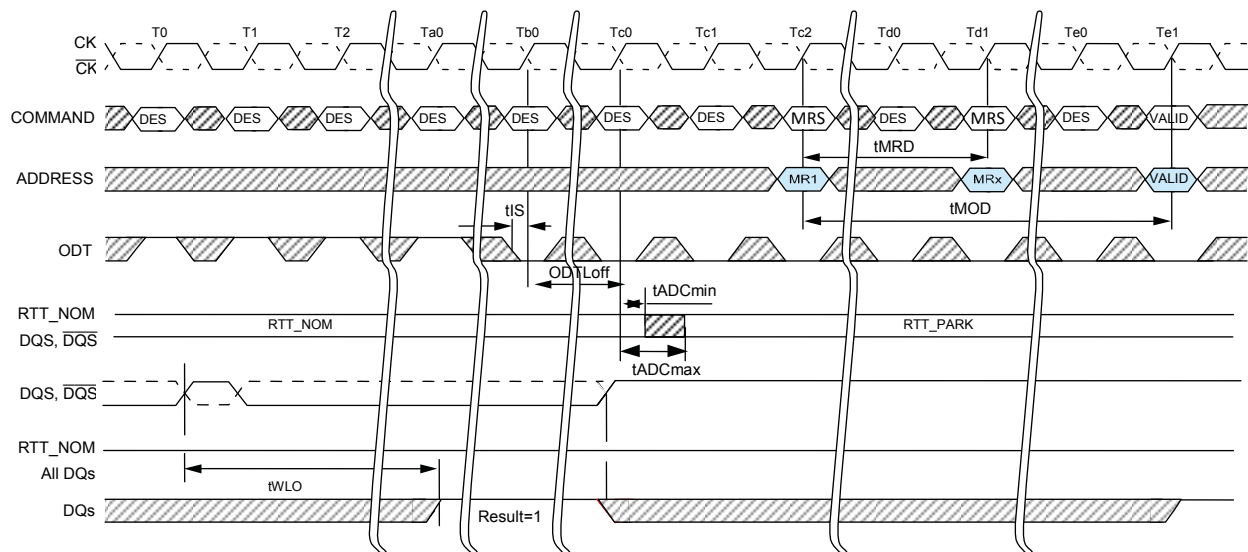 T0 T1 T2 Ta0 Tb0 Tc0 Tc1 Tc2 Td0 Td1 Te0 Te1
CK
CK
COMMAND DES DES DES DES DES DES DES MRS DES MRS DES VALID
tMRD
ADDRESS MR1 MRx VALID
tIS tMOD
ODT
ODTLoff
tADCmin
RTT_NOM
RTT_NOM RTT_PARK
DQS, DQS
tADCmax
DQS, DQS
RTT_NOM
All DQs
tWLO
DQs Result=1